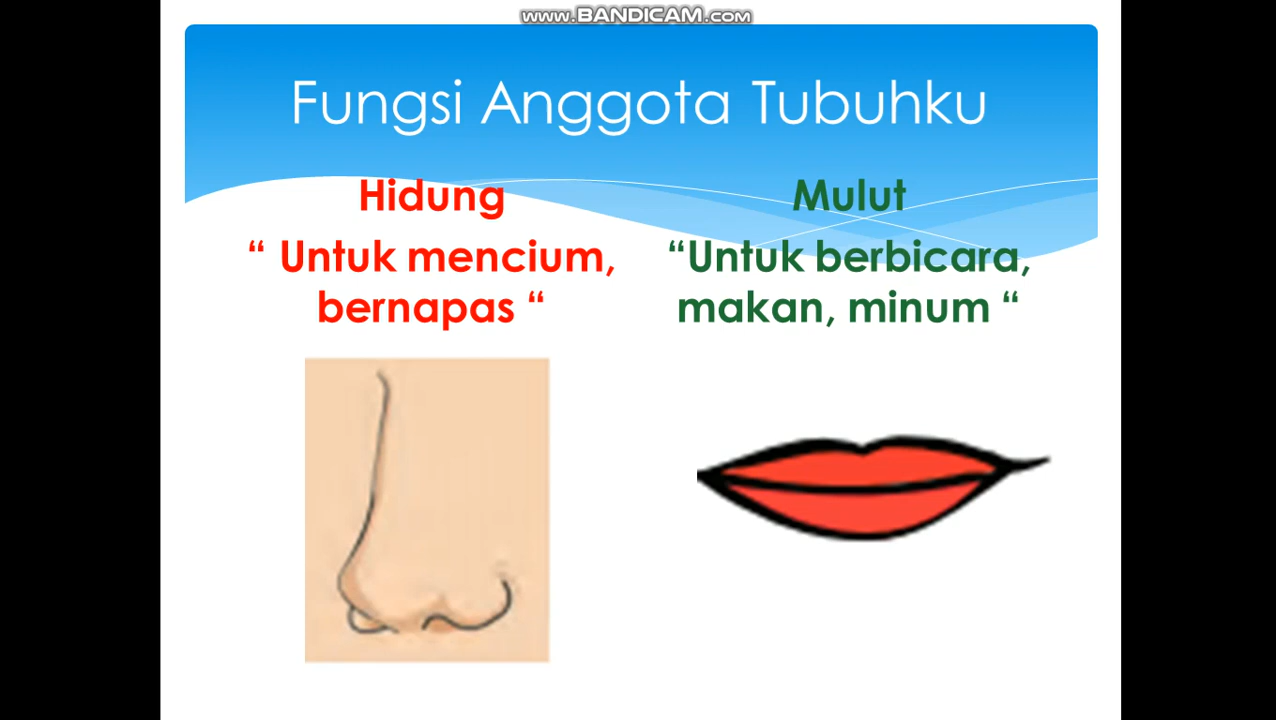 www.BANDICAM.com
Fungsi Anggota Tubuhku
Hidung
“ Untuk mencium,
bernapas “
Mulut
“Untuk berbicara,
makan, minum “